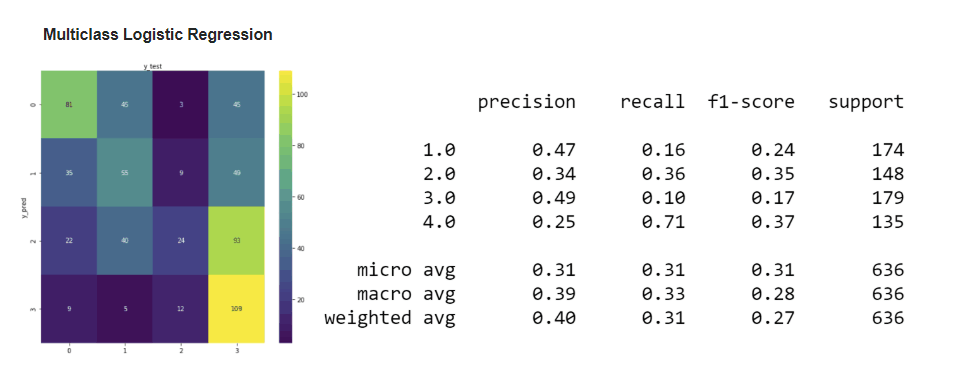 Multiclass Logistic Regression
y_test
0 81 45 3 45
1 35 55 9 49
2 22 40 24 93
3 9 5 12 109
0 1 2 3
y_pred
100
80
60
40
20
precision recall f1-score support
1.0 0.47 0.16 0.24 174
2.0 0.34 0.36 0.35 148
3.0 0.49 0.10 0.17 179
4.0 0.25 0.71 0.37 135
micro avg 0.31 0.31 0.31 636
macro avg 0.39 0.33 0.28 636
weighted avg 0.40 0.31 0.27 636